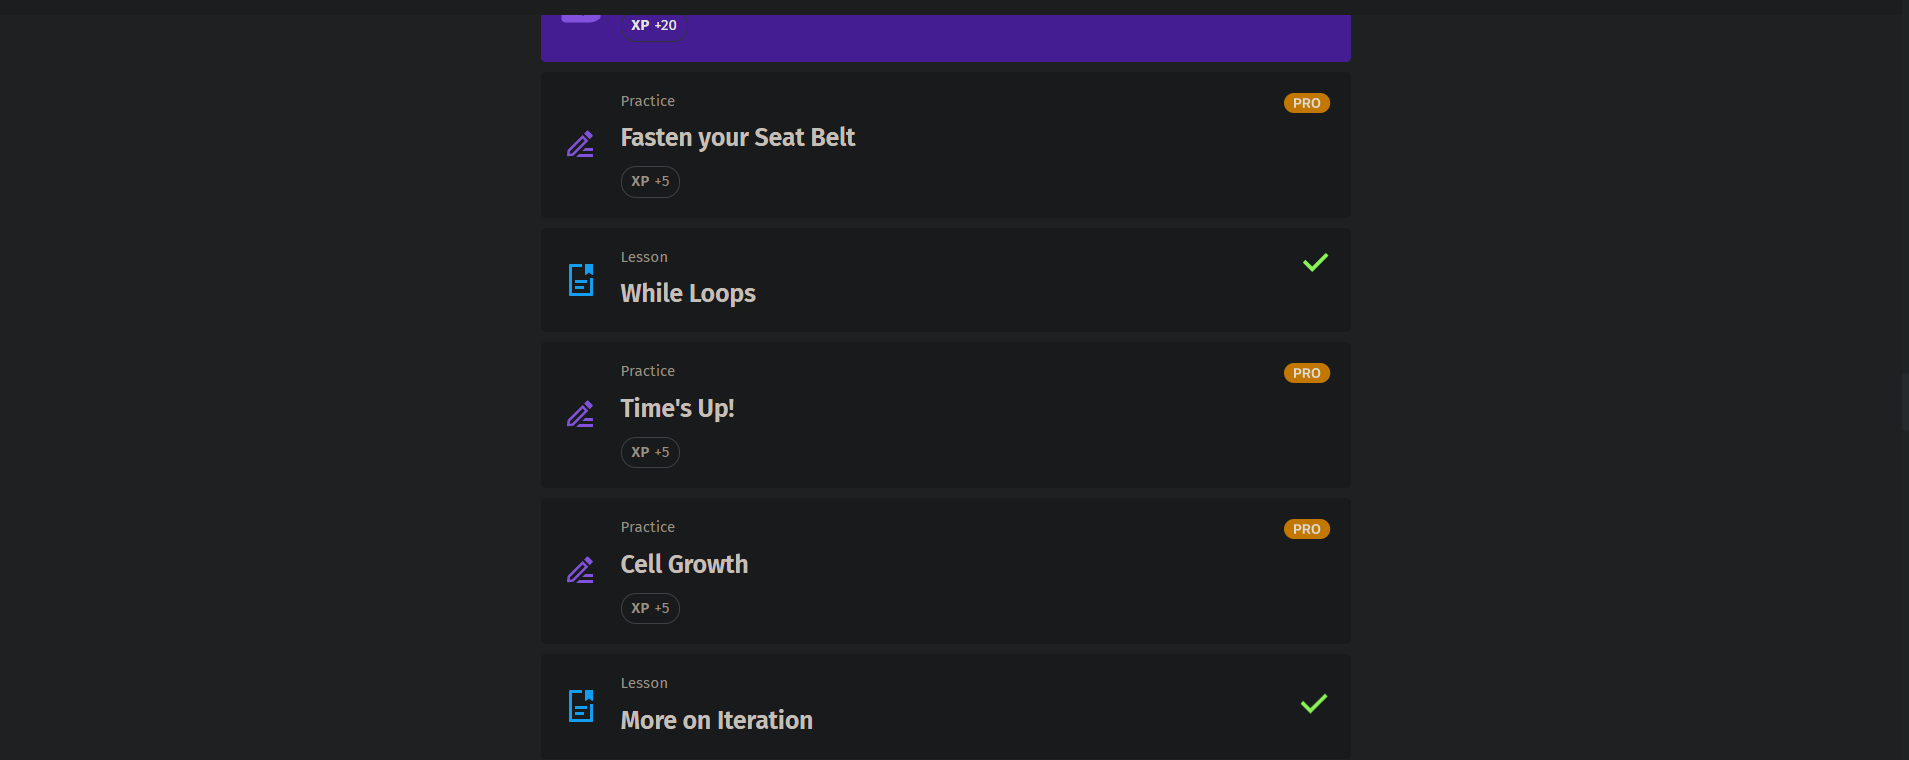 XP +20
Practice
PRO
Fasten your Seat Belt
XP +5
Lesson
While Loops
Practice
PRO
Time's Up!
XP +5
Practice
PRO
Cell Growth
XP +5
Lesson
More on Iteration